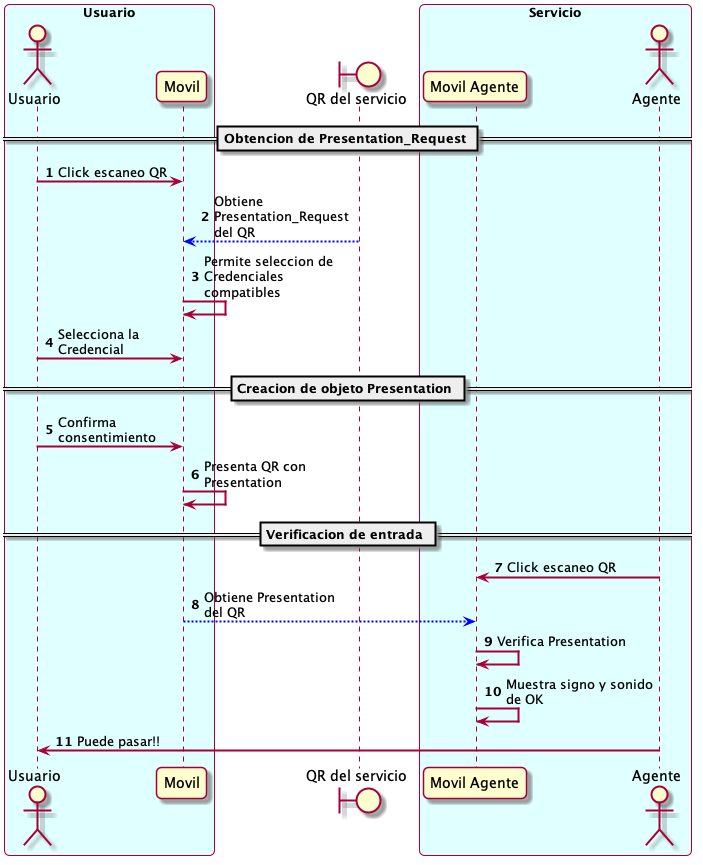 Usuario
Servicio
Usuario
Movil
QR del servicio
Movil Agente
Agente
Obtencion de Presentation_Request
1 Click escaneo QR
Obtiene
2 Presentation_Request
del QR
Permite seleccion de
3 Credenciales
compatibles
4 Selecciona la
Credencial
Creacion de objeto Presentation
5 Confirma
consentimiento
6 Presenta QR con
Presentation
Verificacion de entrada
7 Click escaneo QR
8 Obtiene Presentation
del QR
9 Verifica Presentation
10 Muestra signo y sonido
de OK
11 Puede pasar!!
Usuario
Movil
QR del servicio
Movil Agente
Agente